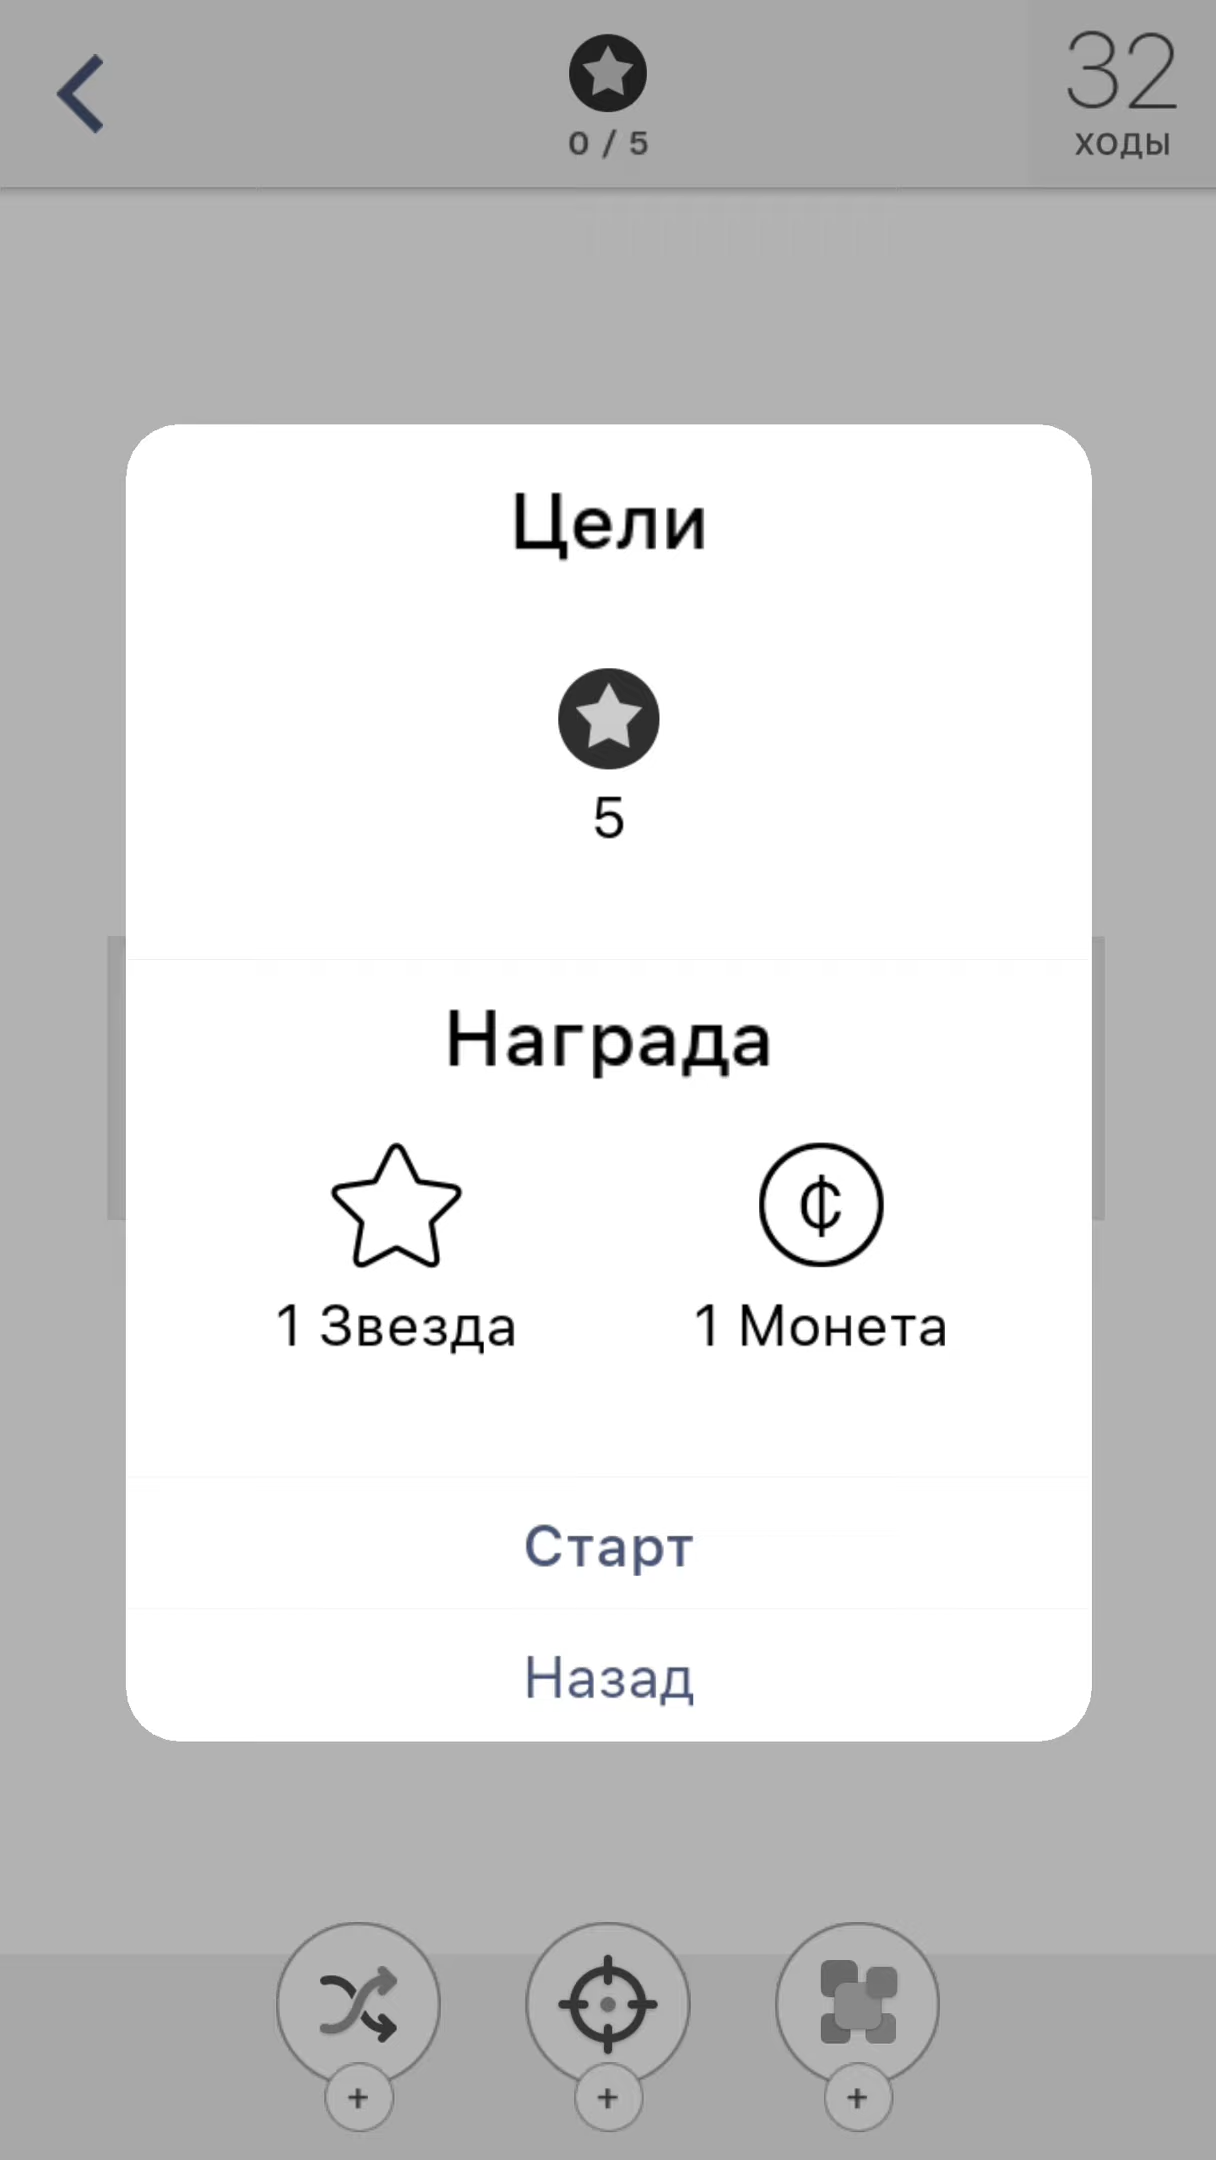 0 / 5
32
ходы
Цели
5
Награда
1 Звезда
1 Монета
Старт
Назад
+ + +